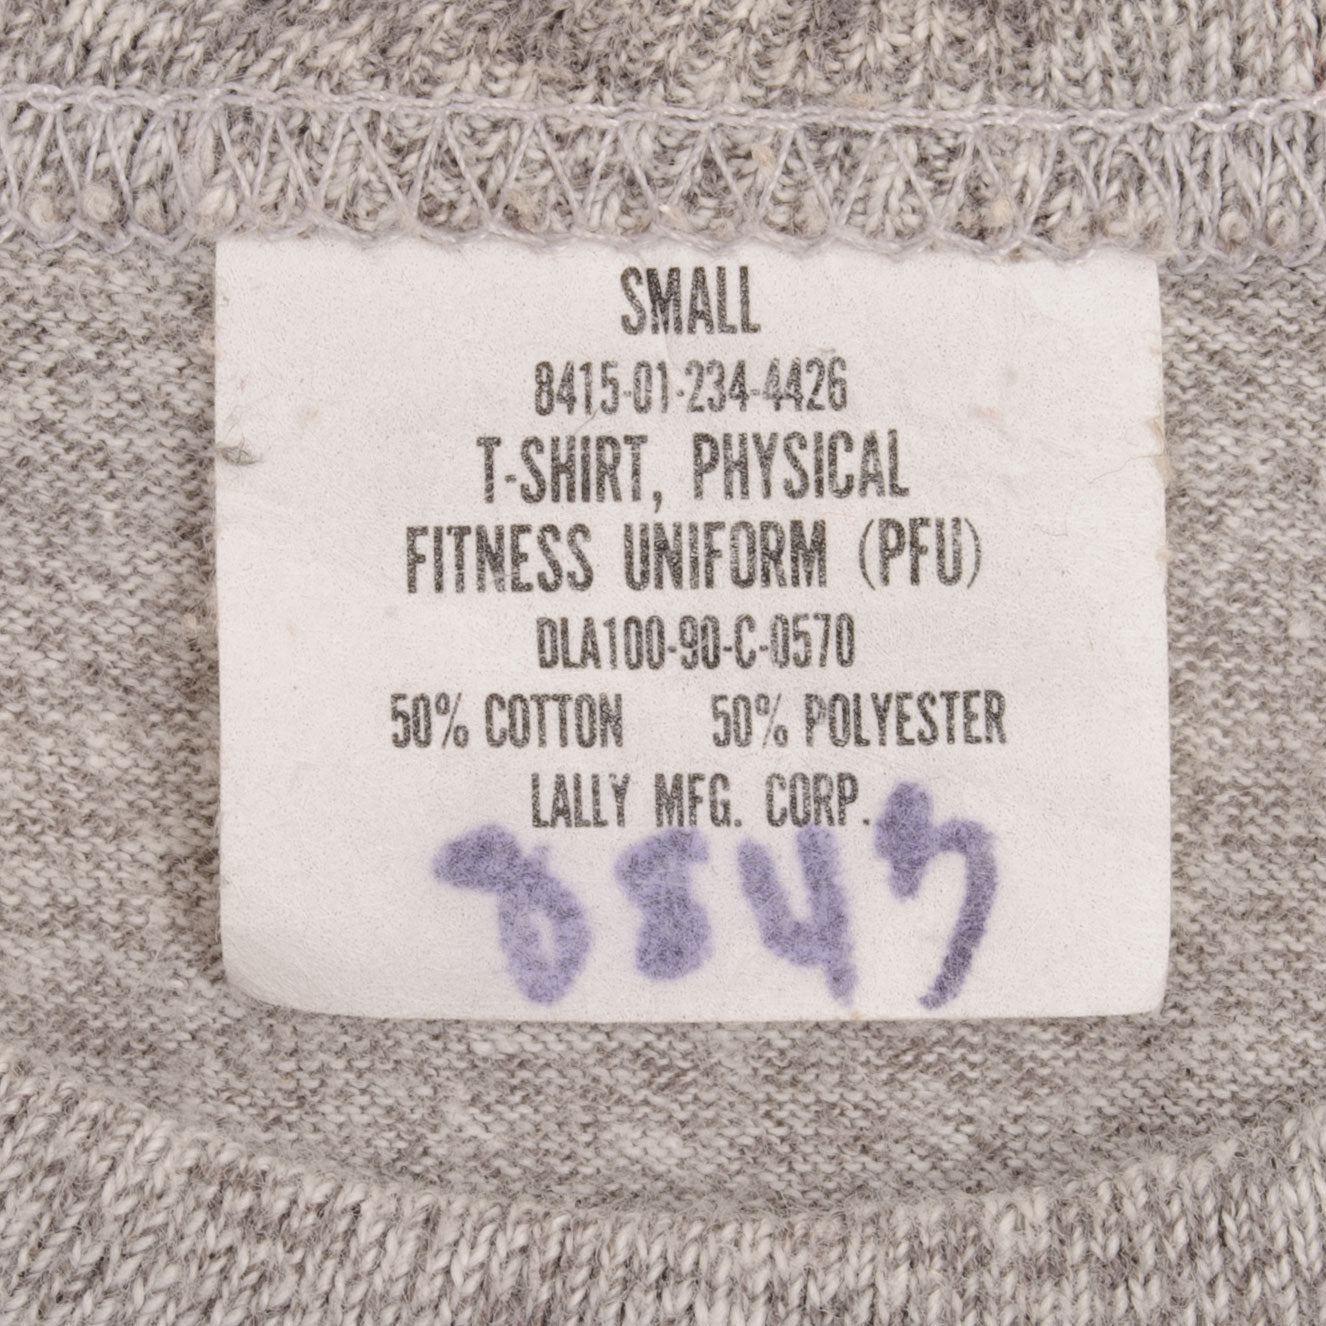 SMALL
8415-01-234-4426
T-SHIRT, PHYSICAL
FITNESS UNIFORM (PFU)
DLA100-90-C-0570
50% COTTON 50% POLYESTER
LALLY MFG. CORP.
8547